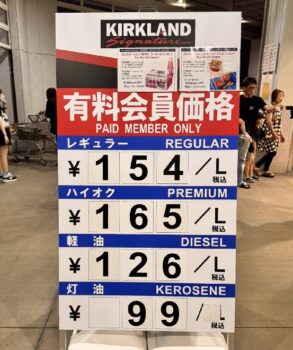 KIRKLAND
Signature
有料会員価格
PAID MEMBER ONLY
レギュラー REGULAR
¥ 154 /L 税込
ハイオク PREMIUM
¥ 165 /L 税込
軽油 DIESEL
¥ 126 /L 税込
灯油 KEROSENE
¥ 99 /L 税込